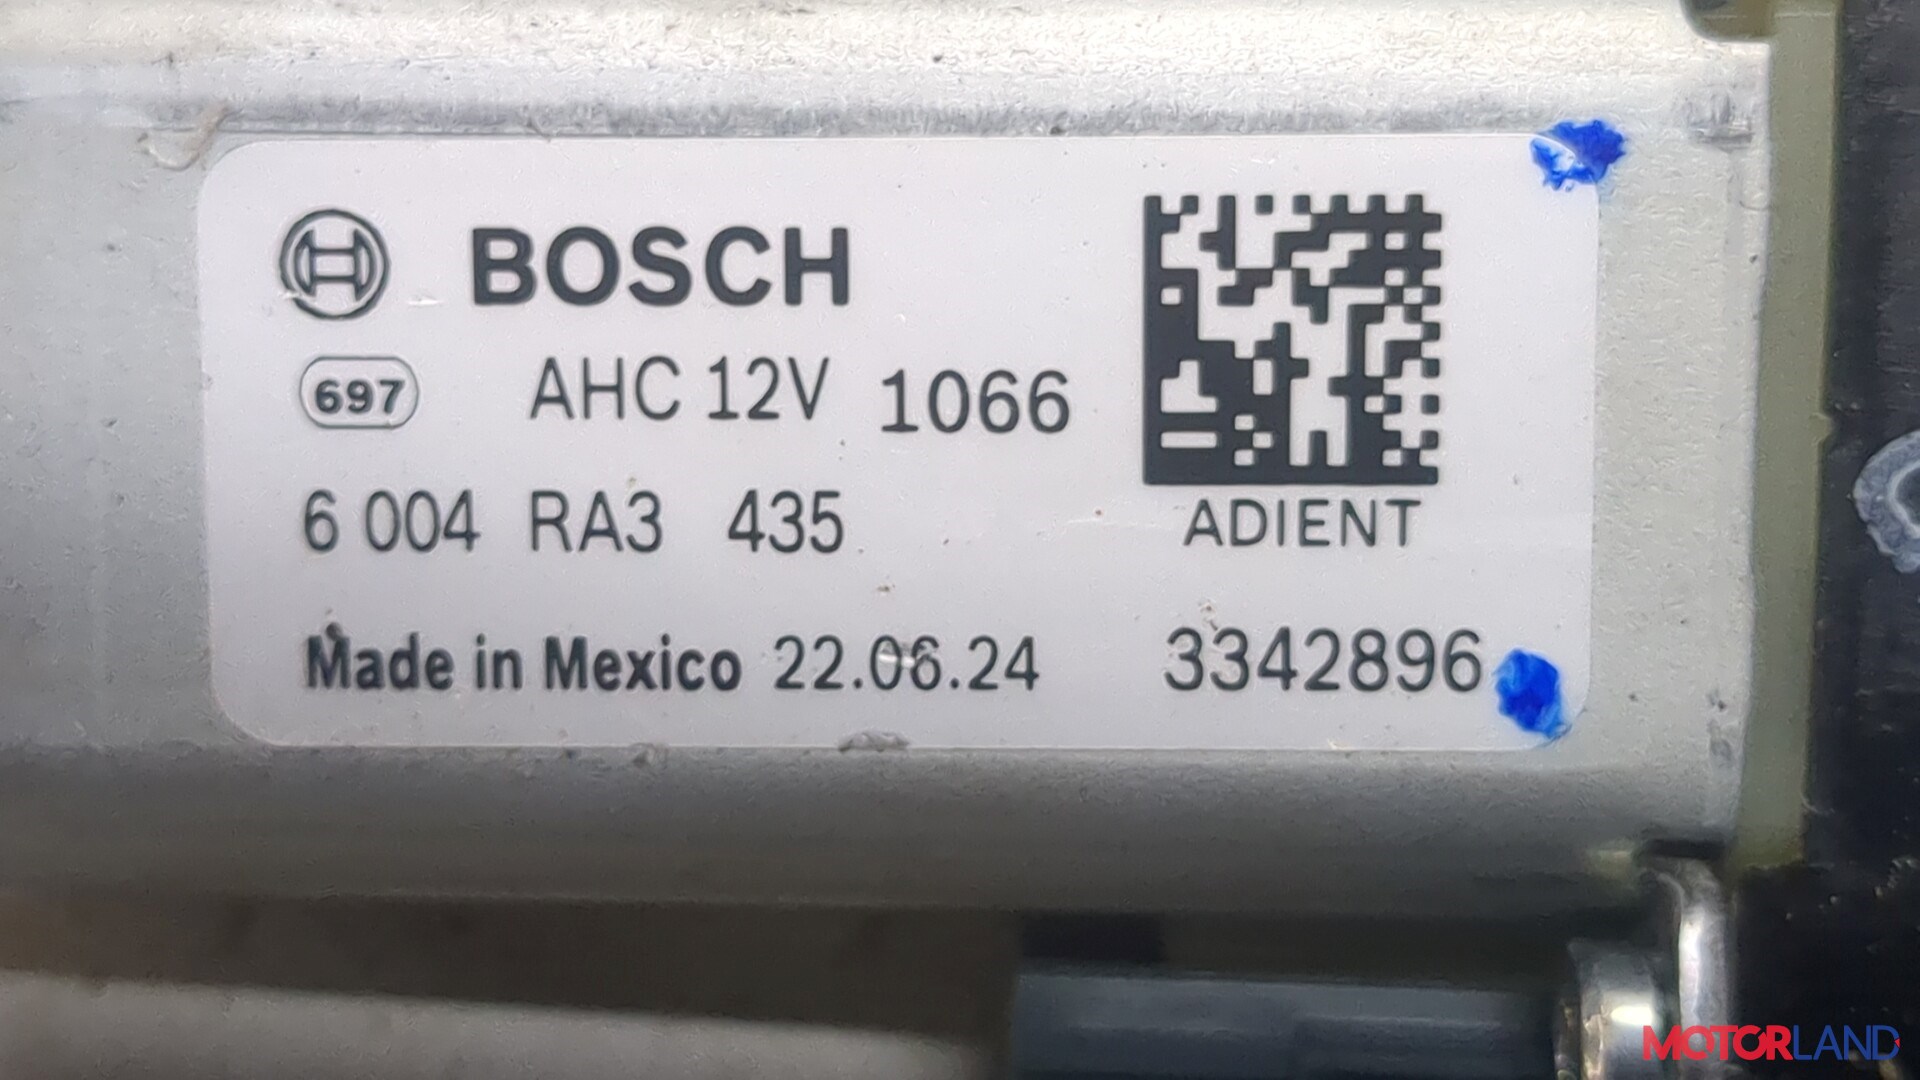 BOSCH
697 AHC 12V 1066
6 004 RA3 435
ADIENT
Made in Mexico 22.06.24 3342896
MOTORLAND